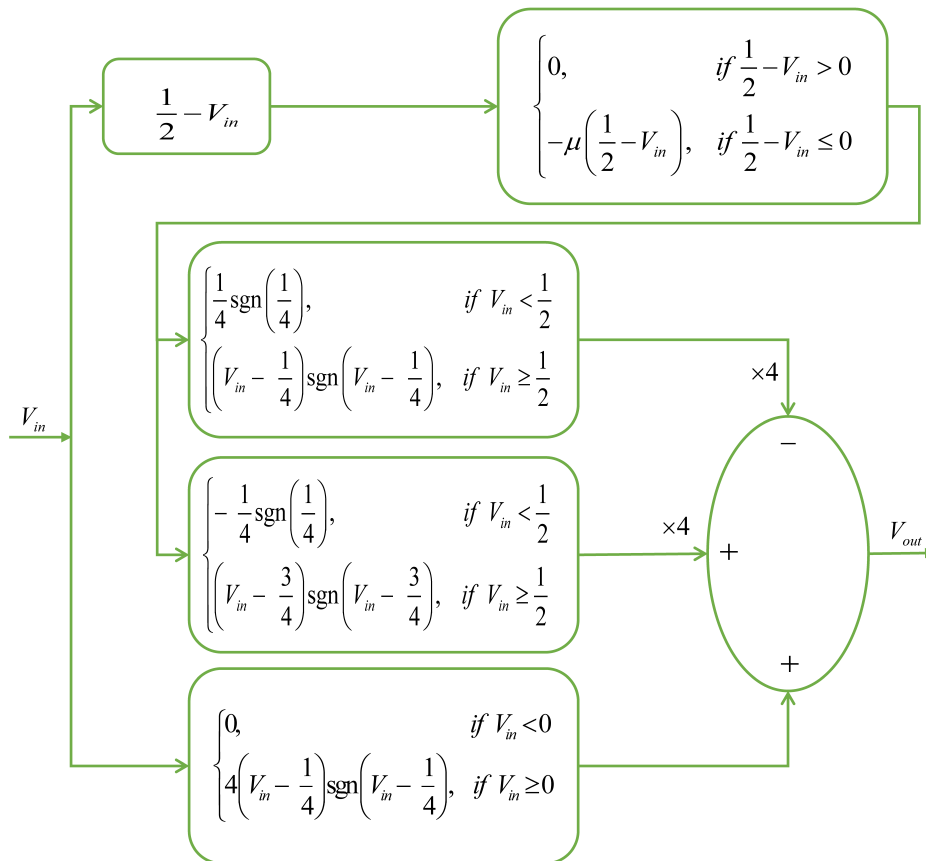 1/2 − V_in
0, if 1/2 − V_in > 0
−μ(1/2 − V_in), if 1/2 − V_in ≤ 0
1/4 sgn(1/4), if V_in < 1/2
(V_in − 1/4) sgn(V_in − 1/4), if V_in ≥ 1/2
×4
−
V_in
− 1/4 sgn(1/4), if V_in < 1/2
(V_in − 3/4) sgn(V_in − 3/4), if V_in ≥ 1/2
×4
+
V_out
+
0, if V_in < 0
4(V_in − 1/4) sgn(V_in − 1/4), if V_in ≥ 0